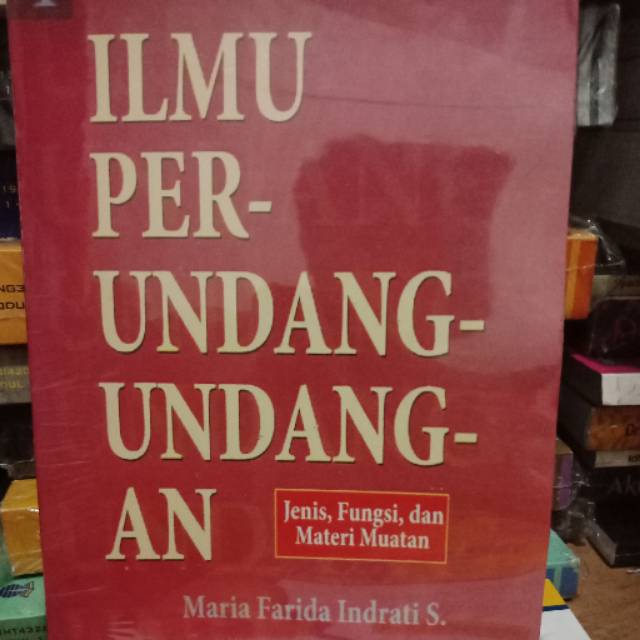 ILMU
PER-
UNDANG-
UNDANG-
AN
Jenis, Fungsi, dan
Materi Muatan
Maria Farida Indrati S.